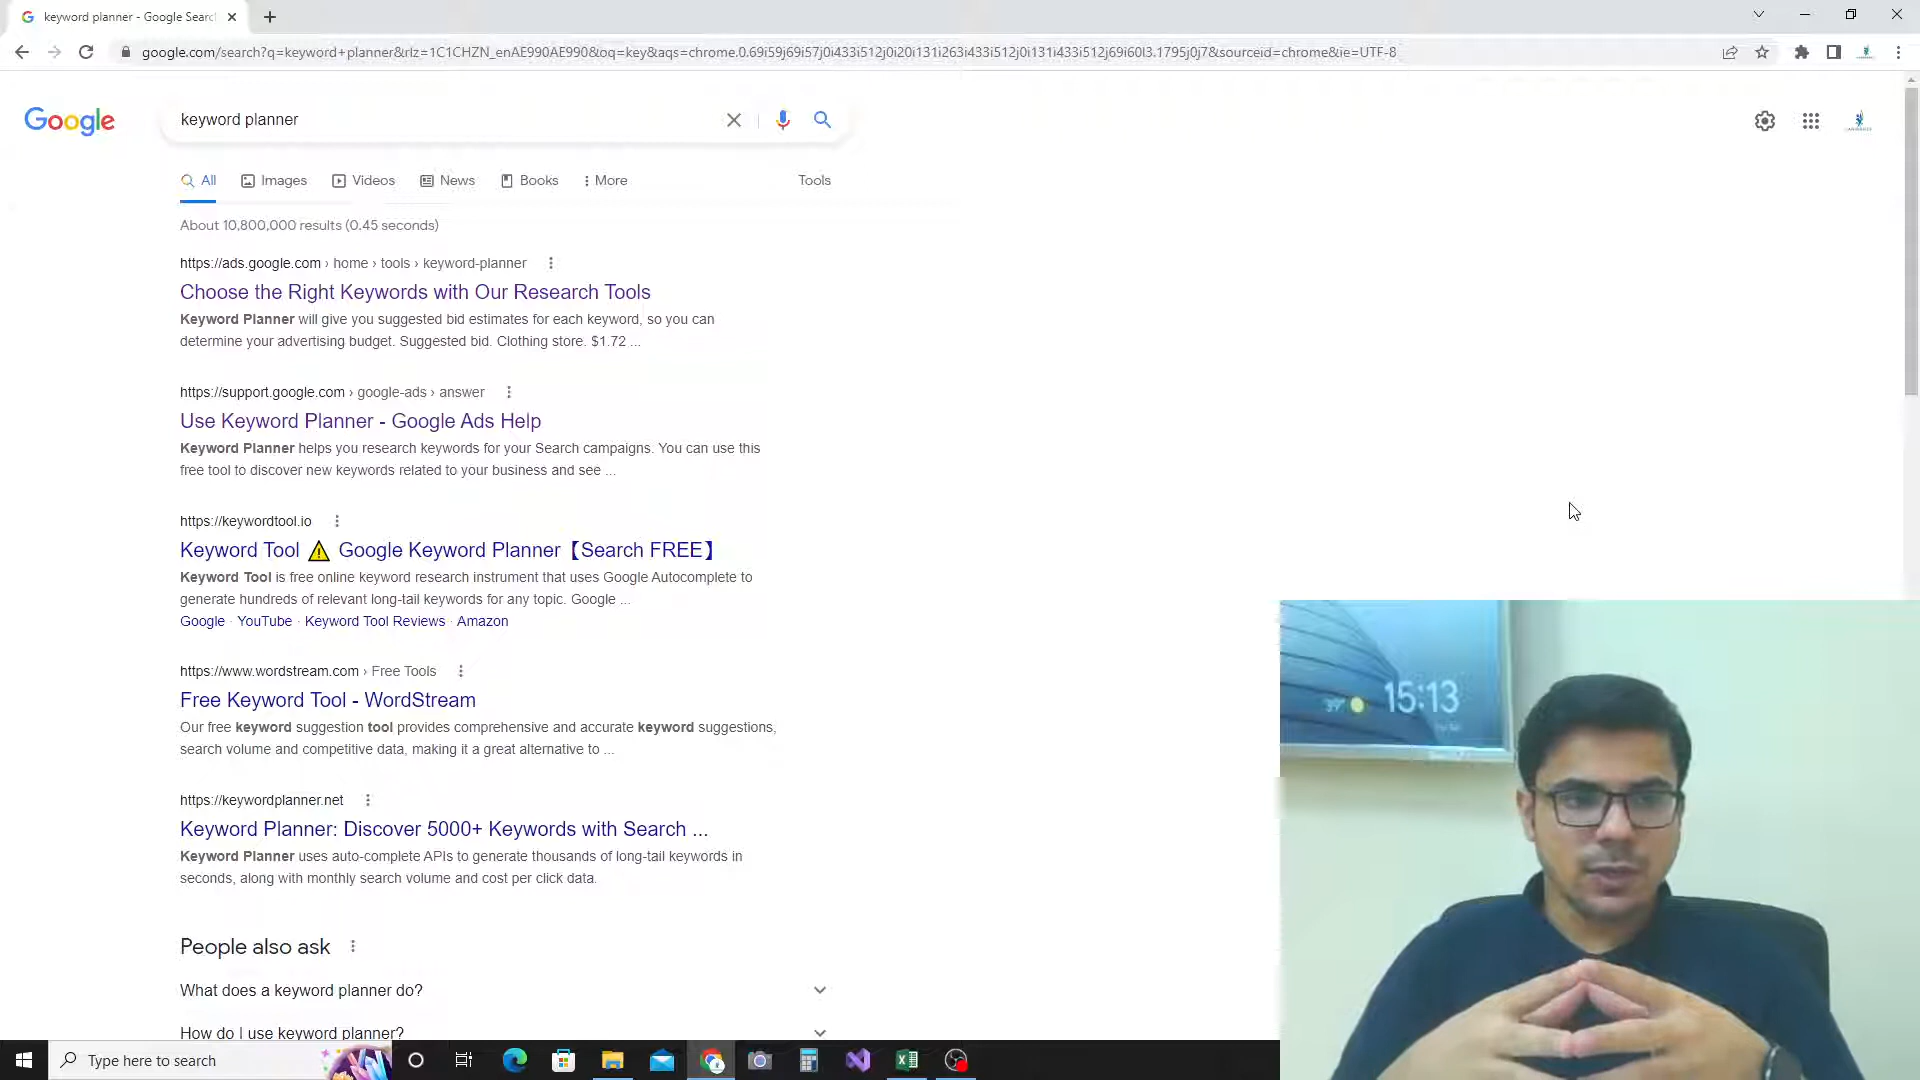 keyword planner - Google Searc
google.com/search?q=keyword+planner&rlz=1C1CHZN_enAE990AE990&oq=key&aqs=chrome.0.69i59j69i57j0i433i512j0i20i131i263i433i512j0i131i433i512j69i60l3.1795j0j7&sourceid=chrome&ie=UTF-8
Google
keyword planner
All Images Videos News Books More Tools
About 10,800,000 results (0.45 seconds)
https://ads.google.com › home › tools › keyword-planner
Choose the Right Keywords with Our Research Tools
Keyword Planner will give you suggested bid estimates for each keyword, so you can
determine your advertising budget. Suggested bid. Clothing store. $1.72 ...
https://support.google.com › google-ads › answer
Use Keyword Planner - Google Ads Help
Keyword Planner helps you research keywords for your Search campaigns. You can use this
free tool to discover new keywords related to your business and see ...
https://keywordtool.io
Keyword Tool ⚠ Google Keyword Planner【Search FREE】
Keyword Tool is free online keyword research instrument that uses Google Autocomplete to
generate hundreds of relevant long-tail keywords for any topic. Google ...
Google · YouTube · Keyword Tool Reviews · Amazon
https://www.wordstream.com › Free Tools
Free Keyword Tool - WordStream
Our free keyword suggestion tool provides comprehensive and accurate keyword suggestions,
search volume and competitive data, making it a great alternative to ...
https://keywordplanner.net
Keyword Planner: Discover 5000+ Keywords with Search ...
Keyword Planner uses auto-complete APIs to generate thousands of long-tail keywords in
seconds, along with monthly search volume and cost per click data.
People also ask
What does a keyword planner do?
How do I use keyword planner?
Type here to search
15:13